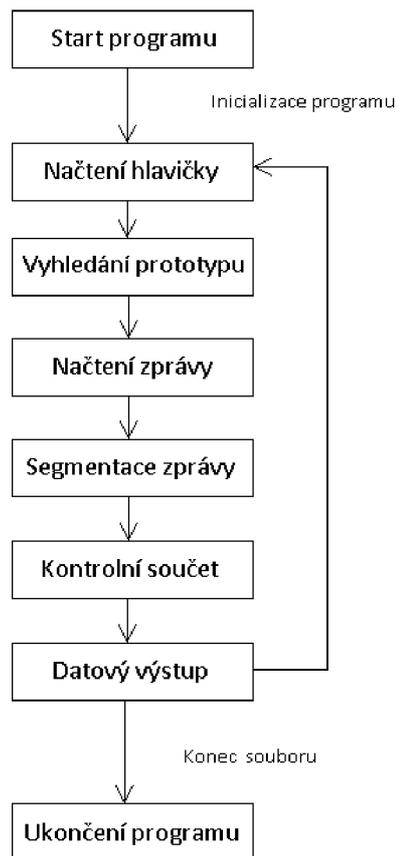 Start programu
Inicializace programu
Načtení hlavičky
Vyhledání prototypu
Načtení zprávy
Segmentace zprávy
Kontrolní součet
Datový výstup
Konec souboru
Ukončení programu